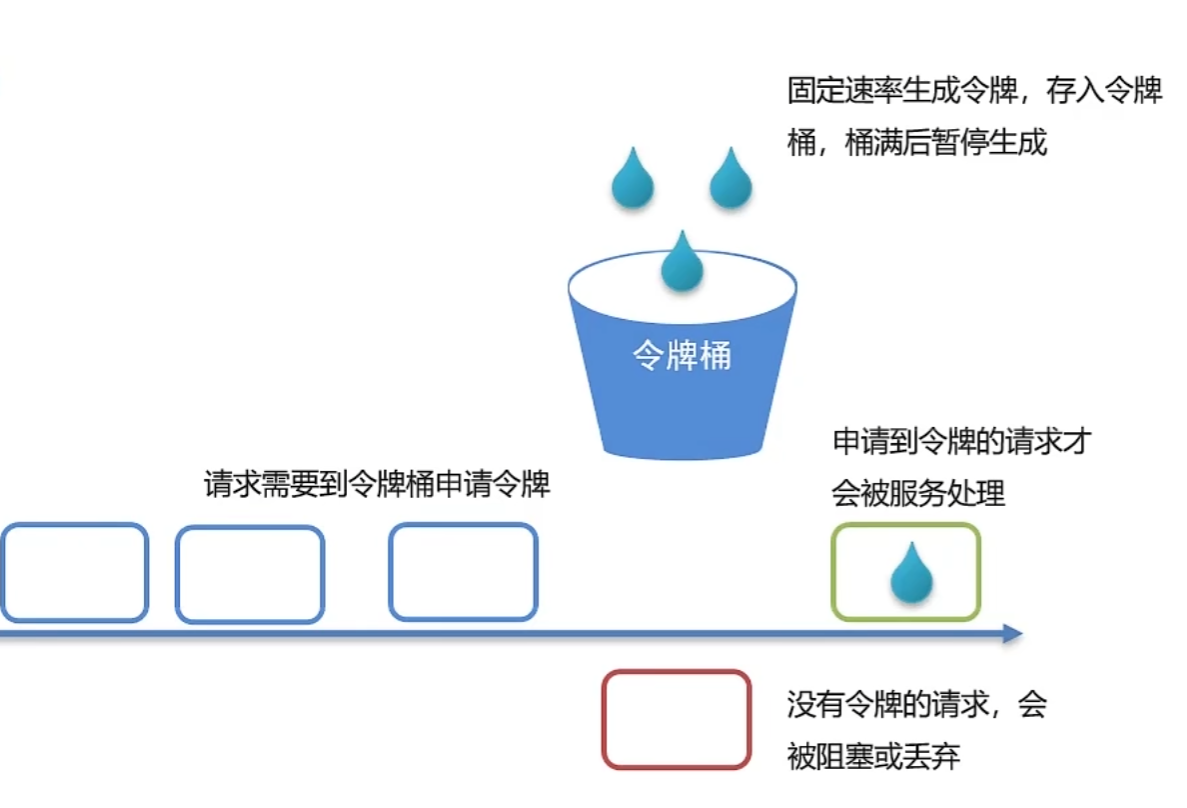 固定速率生成令牌，存入令牌
桶，桶满后暂停生成
令牌桶
申请到令牌的请求才
会被服务处理
请求需要到令牌桶申请令牌
没有令牌的请求，会
被阻塞或丢弃